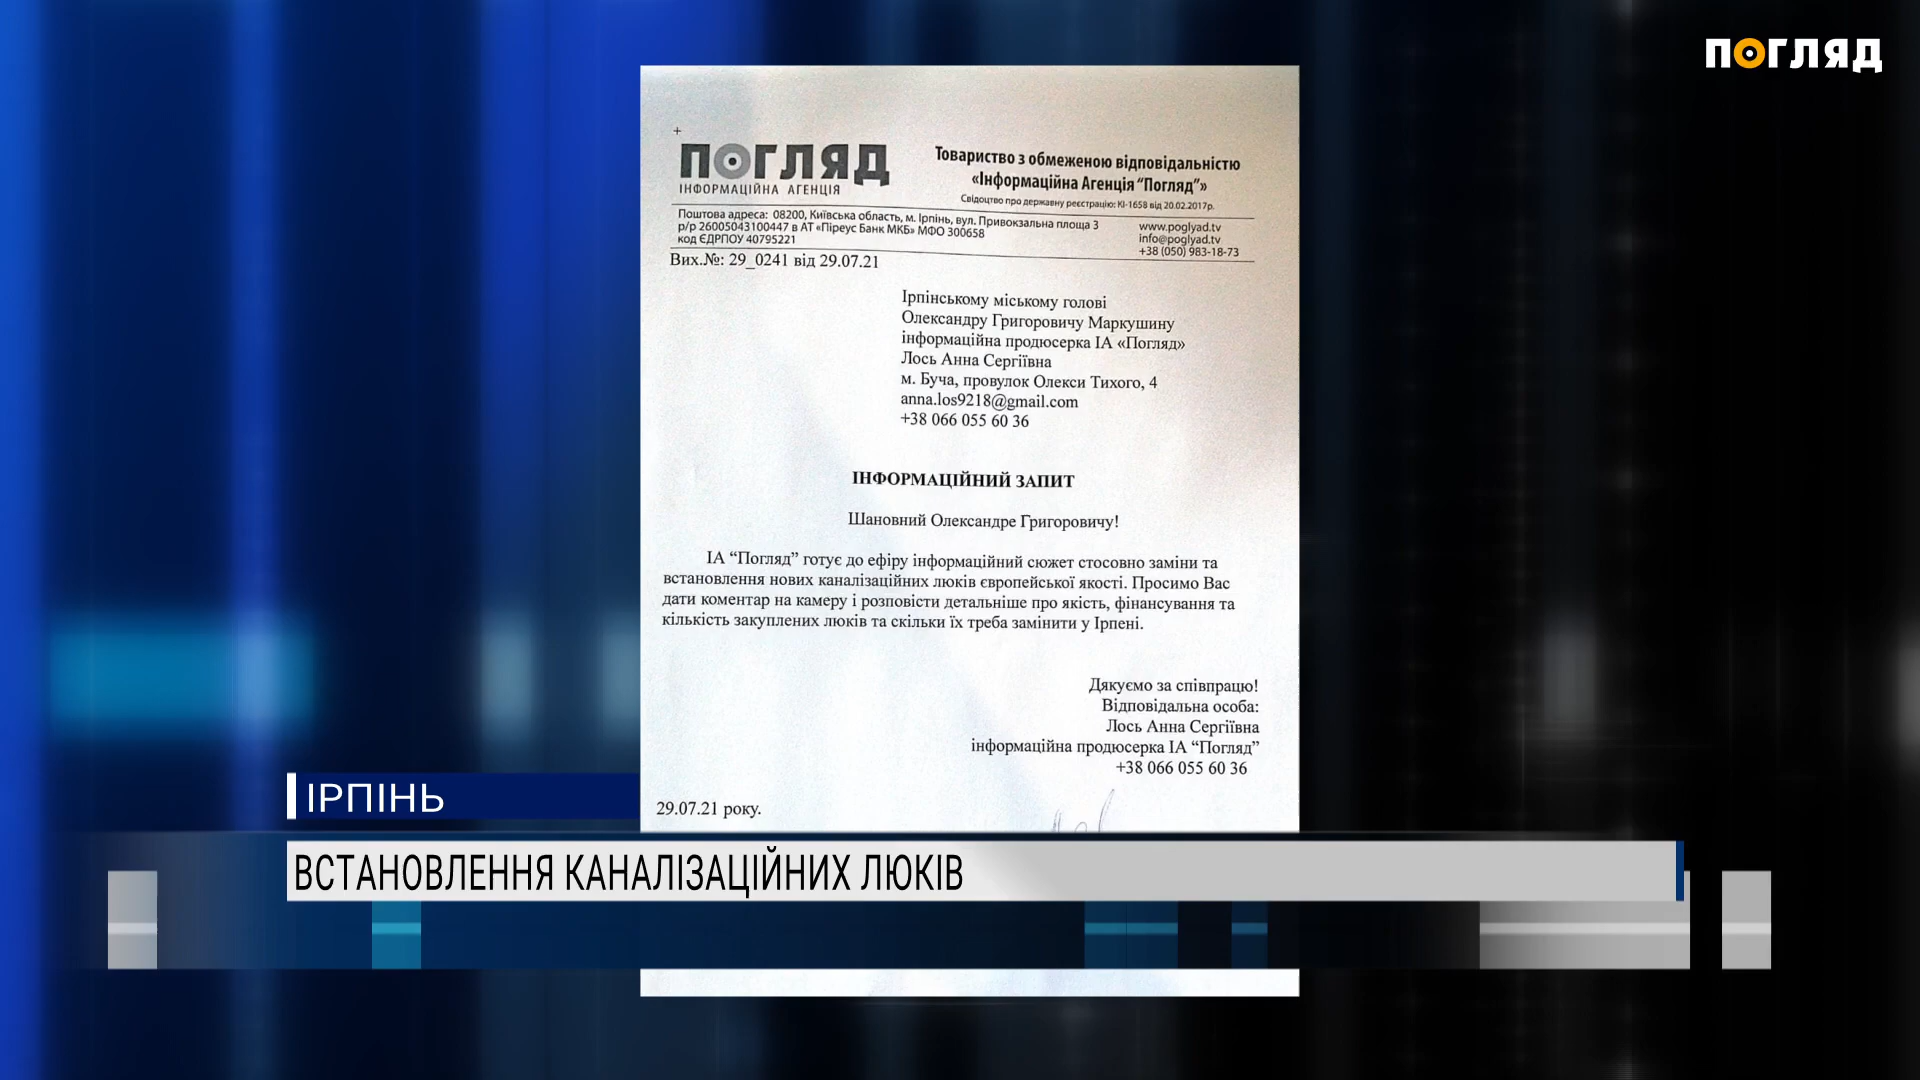 ПОГЛЯД
+
ПОГЛЯД
ІНФОРМАЦІЙНА АГЕНЦІЯ
Товариство з обмеженою відповідальністю
«Інформаційна Агенція “Погляд”»
Свідоцтво про державну реєстрацію: КІ-1658 від 20.02.2017р.
Поштова адреса: 08200, Київська область, м. Ірпінь, вул. Привокзальна площа 3
р/р 26005043100447 в АТ «Піреус Банк МКБ» МФО 300658
код ЄДРПОУ 40795221
www.poglyad.tv
info@poglyad.tv
+38 (050) 983-18-73
Вих.№: 29_0241 від 29.07.21
Ірпінському міському голові
Олександру Григоровичу Маркушину
інформаційна продюсерка ІА «Погляд»
Лось Анна Сергіївна
м. Буча, провулок Олекси Тихого, 4
anna.los9218@gmail.com
+38 066 055 60 36
ІНФОРМАЦІЙНИЙ ЗАПИТ
Шановний Олександре Григоровичу!
ІА “Погляд” готує до ефіру інформаційний сюжет стосовно заміни та
встановлення нових каналізаційних люків європейської якості. Просимо Вас
дати коментар на камеру і розповісти детальніше про якість, фінансування та
кількість закуплених люків та скільки їх треба замінити у Ірпені.
Дякуємо за співпрацю!
Відповідальна особа:
Лось Анна Сергіївна
інформаційна продюсерка ІА “Погляд”
+38 066 055 60 36
29.07.21 року.
ІРПІНЬ
ВСТАНОВЛЕННЯ КАНАЛІЗАЦІЙНИХ ЛЮКІВ